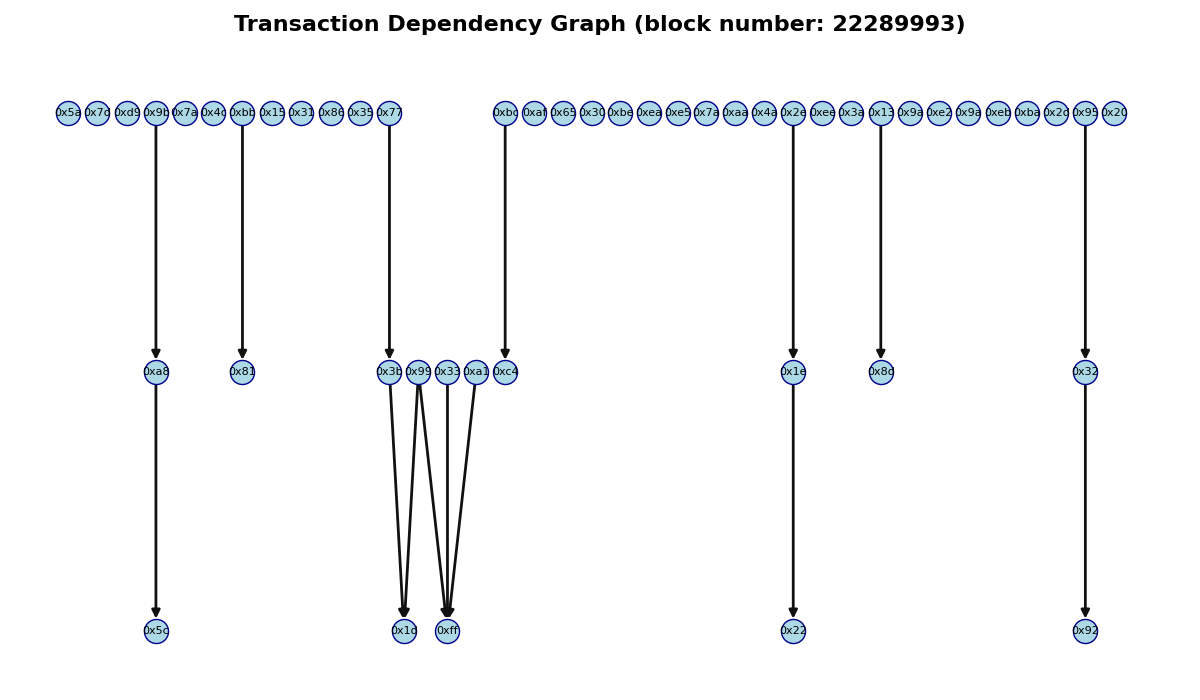 Transaction Dependency Graph (block number: 22289993)
0x5a 0x7d 0xd9 0x9b 0x7a 0x4c 0xbb 0x15 0x31 0x86 0x35 0x77 0xbc 0xaf 0x65 0x30 0xbe 0xea 0xe5 0x7a 0xaa 0x4a 0x2e 0xee 0x3a 0x13 0x9a 0xe2 0x9a 0xeb 0xba 0x2d 0x95 0x20
0xa8 0x81 0x3b 0x99 0x33 0xa1 0xc4 0x1e 0x8d 0x32
0x5c 0x1d 0xff 0x22 0x92